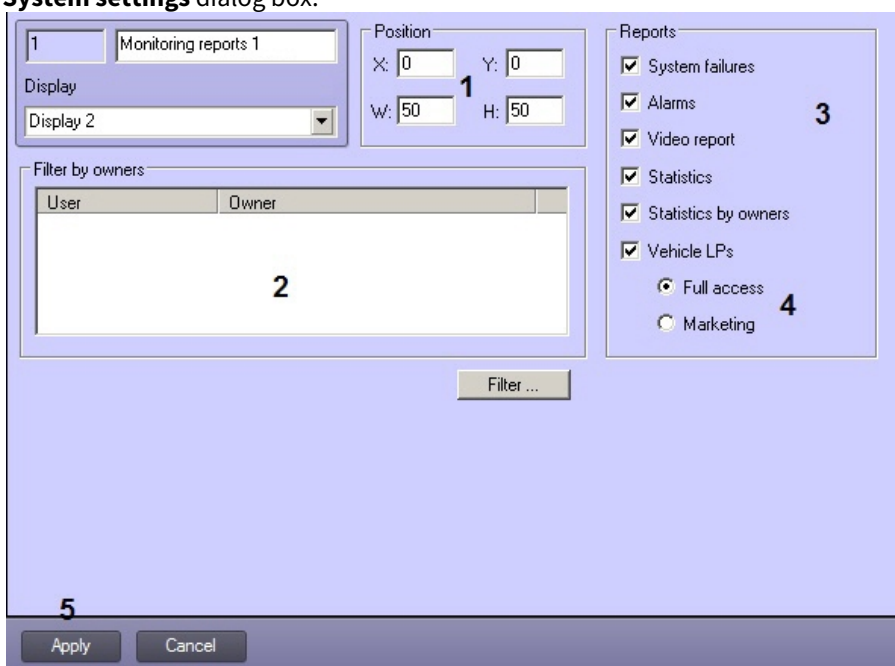 System settings dialog box.
1 Monitoring reports 1
Display
Display 2
Position
X: 0 Y: 0
1
W: 50 H: 50
Reports
System failures
Alarms
3
Video report
Statistics
Statistics by owners
Vehicle LPs
Full access
4
Marketing
Filter by owners
User Owner
2
Filter ...
5
Apply Cancel